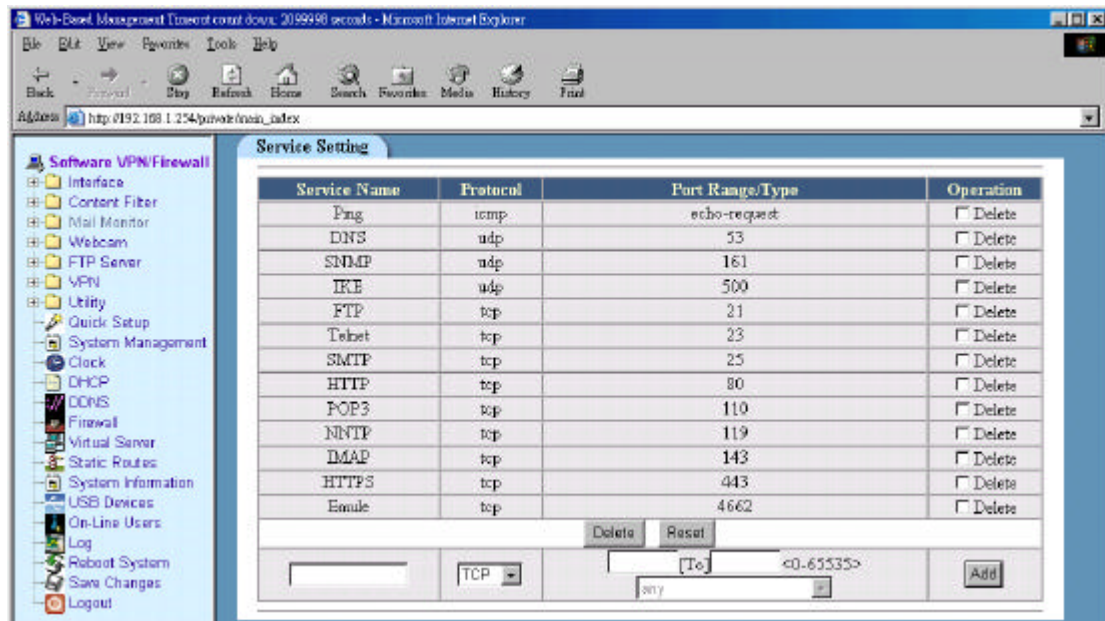 Web-Based Management Timeout count down: 2099998 seconds - Microsoft Internet Explorer
File Edit View Favorites Tools Help
Back Forward Stop Refresh Home Search Favorites Media History Print
Address http://192.168.1.254/private/main_index
Service Setting
Software VPN/Firewall
Interface
Content Filter
Mail Monitor
Webcam
FTP Server
VPN
Utility
Quick Setup
System Management
Clock
DHCP
DDNS
Firewall
Virtual Server
Static Routes
System Information
USB Devices
On-Line Users
Log
Reboot System
Save Changes
Logout
Service Name Protocol Port Range/Type Operation
Ping icmp echo-request Delete
DNS udp 53 Delete
SNMP udp 161 Delete
IKE udp 500 Delete
FTP tcp 21 Delete
Telnet tcp 23 Delete
SMTP tcp 25 Delete
HTTP tcp 80 Delete
POP3 tcp 110 Delete
NNTP tcp 119 Delete
IMAP tcp 143 Delete
HTTPS tcp 443 Delete
Emule tcp 4662 Delete
Delete Reset
TCP [To] <0-65535> Add
any